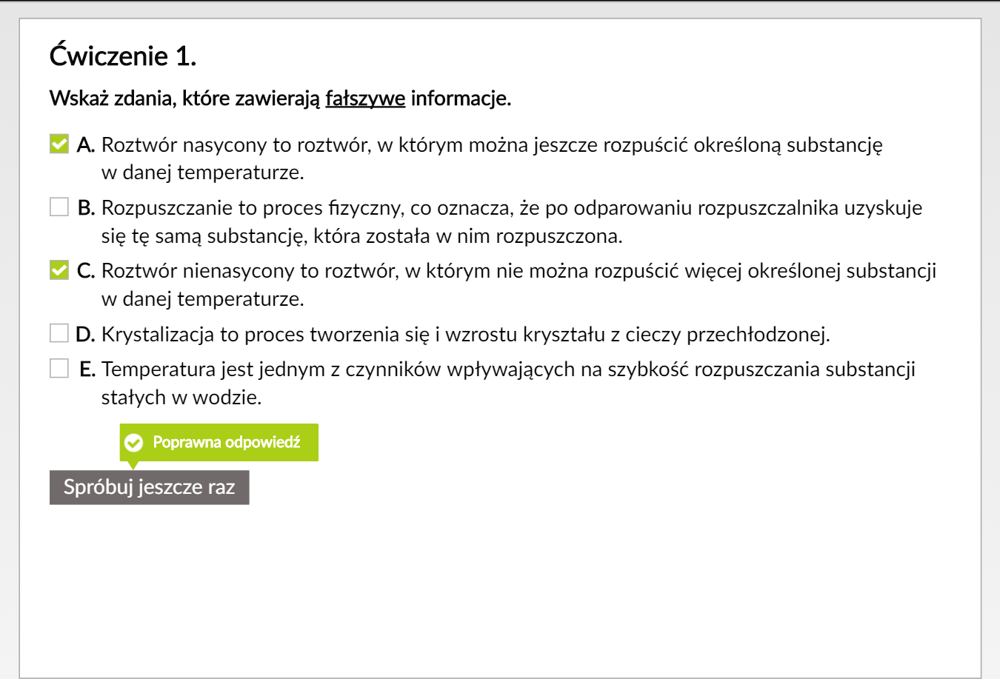 Ćwiczenie 1.
Wskaż zdania, które zawierają fałszywe informacje.
A. Roztwór nasycony to roztwór, w którym można jeszcze rozpuścić określoną substancję
w danej temperaturze.
B. Rozpuszczanie to proces fizyczny, co oznacza, że po odparowaniu rozpuszczalnika uzyskuje
się tę samą substancję, która została w nim rozpuszczona.
C. Roztwór nienasycony to roztwór, w którym nie można rozpuścić więcej określonej substancji
w danej temperaturze.
D. Krystalizacja to proces tworzenia się i wzrostu kryształu z cieczy przechłodzonej.
E. Temperatura jest jednym z czynników wpływających na szybkość rozpuszczania substancji
stałych w wodzie.
Poprawna odpowiedź
Spróbuj jeszcze raz